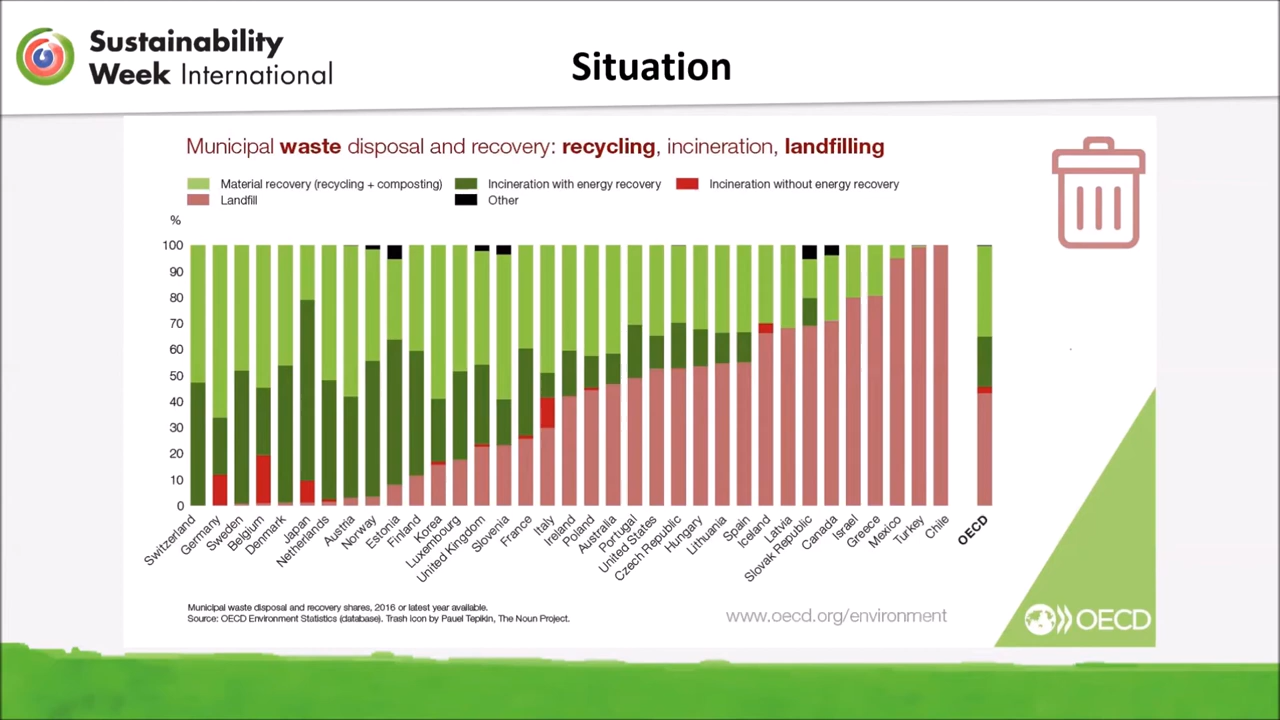 Sustainability
Week International
Situation
Municipal waste disposal and recovery: recycling, incineration, landfilling
Material recovery (recycling + composting)
Incineration with energy recovery
Incineration without energy recovery
Landfill
Other
%
100
90
80
70
60
50
40
30
20
10
0
Switzerland
Germany
Sweden
Belgium
Denmark
Japan
Netherlands
Austria
Norway
Estonia
Finland
Korea
Luxembourg
United Kingdom
Slovenia
France
Italy
Ireland
Poland
Australia
Portugal
United States
Czech Republic
Hungary
Lithuania
Spain
Iceland
Latvia
Slovak Republic
Canada
Israel
Greece
Mexico
Turkey
Chile
OECD
Municipal waste disposal and recovery shares, 2016 or latest year available.
Source: OECD Environment Statistics (database). Trash Icon by Pauel Tepikin, The Noun Project.
www.oecd.org/environment
OECD